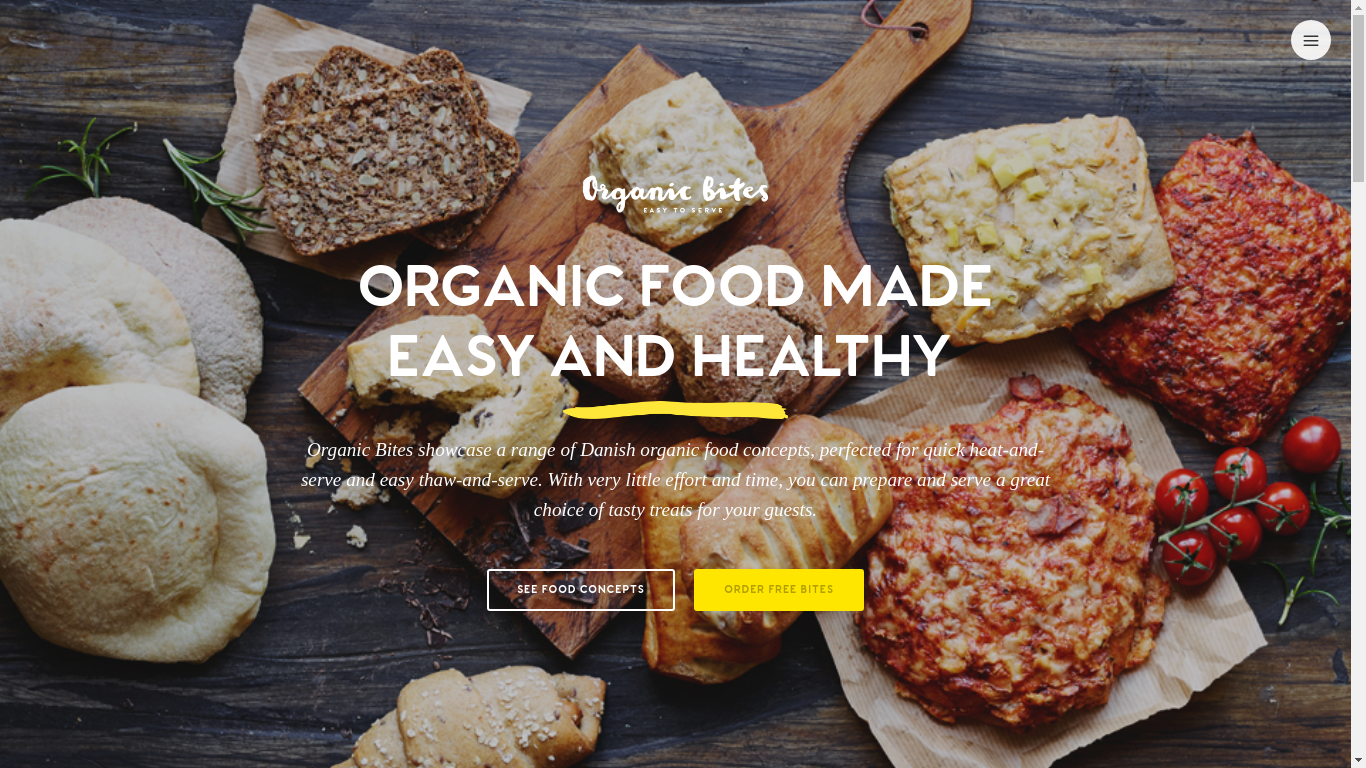 Organic Bites
EASY TO SERVE
ORGANIC FOOD MADE
EASY AND HEALTHY
Organic Bites showcase a range of Danish organic food concepts, perfected for quick heat-and-
serve and easy thaw-and-serve. With very little effort and time, you can prepare and serve a great
choice of tasty treats for your guests.
SEE FOOD CONCEPTS
ORDER FREE BITES